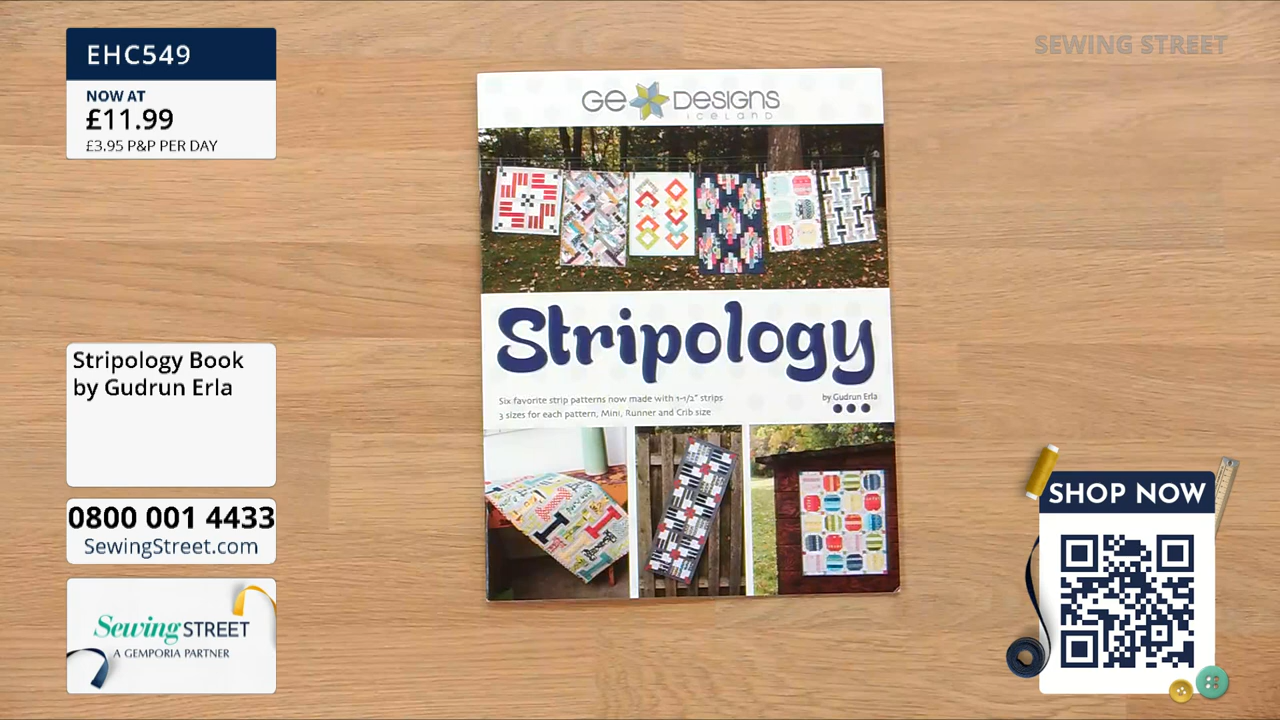 EHC549
NOW AT
£11.99
£3.95 P&P PER DAY
SEWING STREET
GE DESIGNS
ICELAND
Stripology
Six favorite strip patterns now made with 1-1/2" strips
3 sizes for each pattern, Mini, Runner and Crib size
by Gudrun Erla
Stripology Book
by Gudrun Erla
0800 001 4433
SewingStreet.com
Sewing STREET
A GEMPORIA PARTNER
SHOP NOW